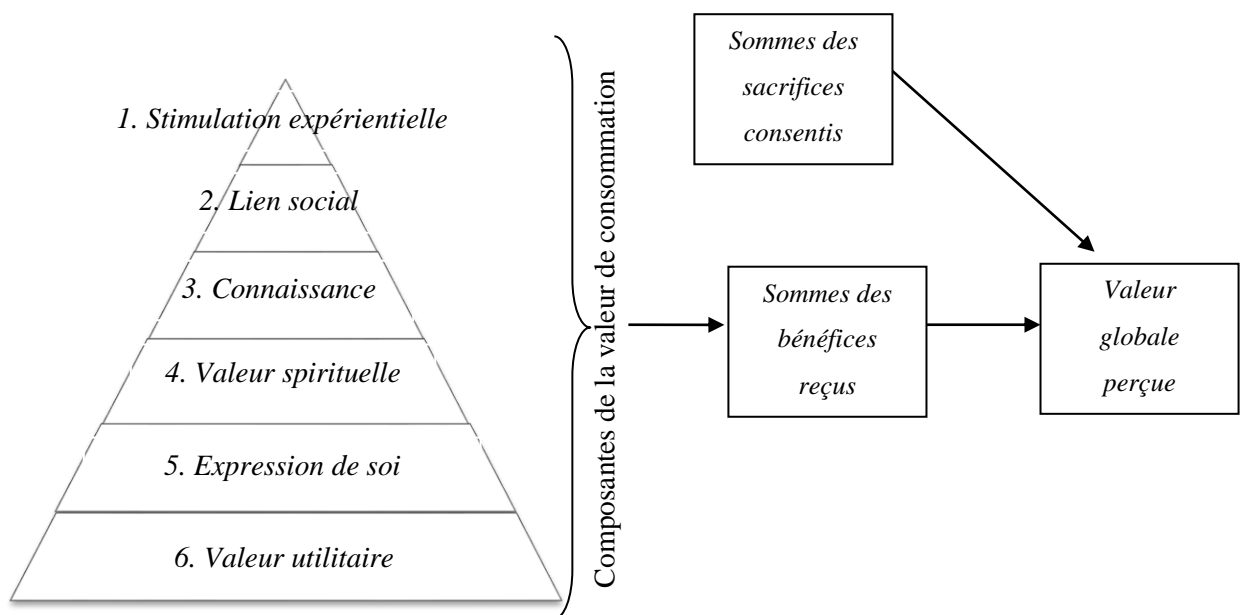 1. Stimulation expérientielle
2. Lien social
3. Connaissance
4. Valeur spirituelle
5. Expression de soi
6. Valeur utilitaire
Composantes de la valeur de consommation
Sommes des
sacrifices
consentis
Sommes des
bénéfices
reçus
Valeur
globale
perçue